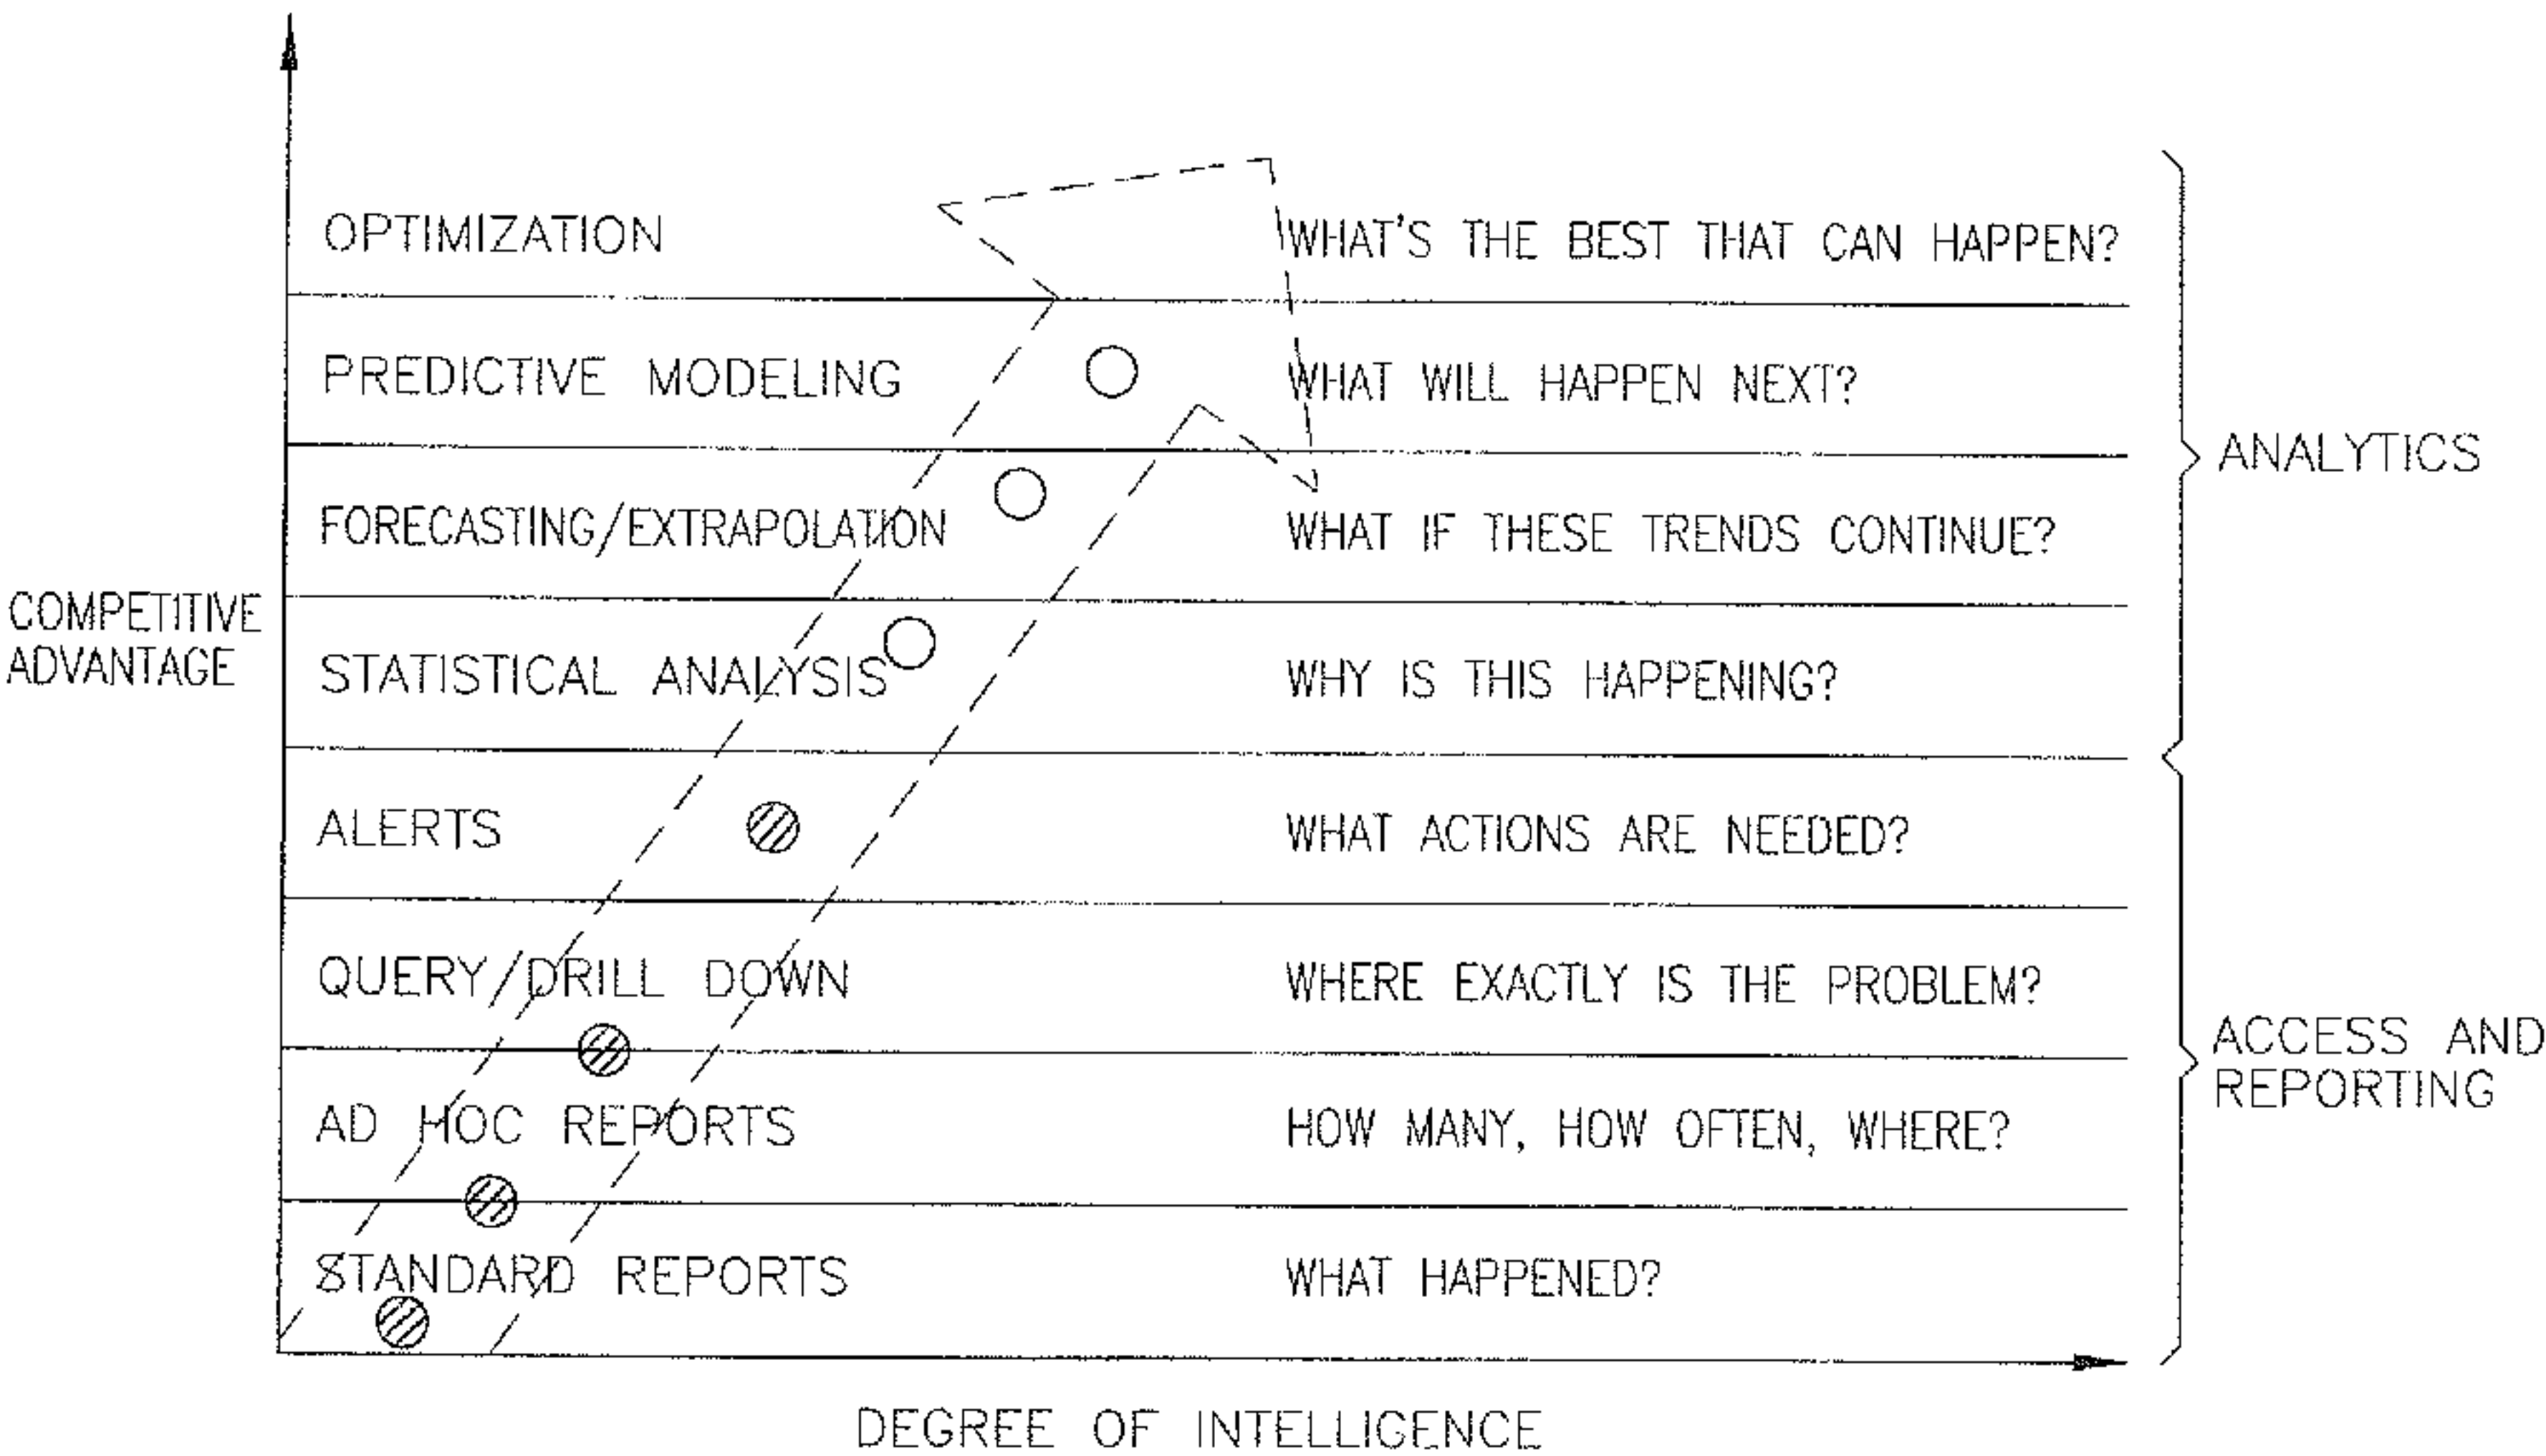 OPTIMIZATION
WHAT'S THE BEST THAT CAN HAPPEN?
PREDICTIVE MODELING
WHAT WILL HAPPEN NEXT?
ANALYTICS
FORECASTING/EXTRAPOLATION
WHAT IF THESE TRENDS CONTINUE?
COMPETITIVE
ADVANTAGE
STATISTICAL ANALYSIS
WHY IS THIS HAPPENING?
ALERTS
WHAT ACTIONS ARE NEEDED?
QUERY/DRILL DOWN
WHERE EXACTLY IS THE PROBLEM?
ACCESS AND
REPORTING
AD HOC REPORTS
HOW MANY, HOW OFTEN, WHERE?
STANDARD REPORTS
WHAT HAPPENED?
DEGREE OF INTELLIGENCE